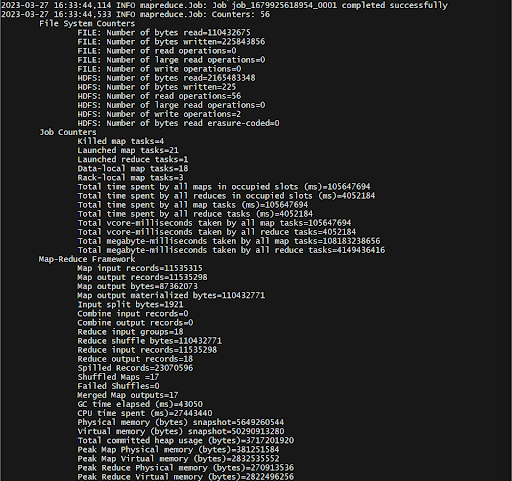 2023-03-27 16:33:44,114 INFO mapreduce.Job: Job job_1679925618954_0001 completed successfully
2023-03-27 16:33:44,533 INFO mapreduce.Job: Counters: 56
File System Counters
FILE: Number of bytes read=110432675
FILE: Number of bytes written=225843856
FILE: Number of read operations=0
FILE: Number of large read operations=0
FILE: Number of write operations=0
HDFS: Number of bytes read=2165483348
HDFS: Number of bytes written=225
HDFS: Number of read operations=56
HDFS: Number of large read operations=0
HDFS: Number of write operations=2
HDFS: Number of bytes read erasure-coded=0
Job Counters
Killed map tasks=4
Launched map tasks=21
Launched reduce tasks=1
Data-local map tasks=18
Rack-local map tasks=3
Total time spent by all maps in occupied slots (ms)=105647694
Total time spent by all reduces in occupied slots (ms)=4052184
Total time spent by all map tasks (ms)=105647694
Total time spent by all reduce tasks (ms)=4052184
Total vcore-milliseconds taken by all map tasks=105647694
Total vcore-milliseconds taken by all reduce tasks=4052184
Total megabyte-milliseconds taken by all map tasks=108183238656
Total megabyte-milliseconds taken by all reduce tasks=4149436416
Map-Reduce Framework
Map input records=11535315
Map output records=11535298
Map output bytes=87362073
Map output materialized bytes=110432771
Input split bytes=1921
Combine input records=0
Combine output records=0
Reduce input groups=18
Reduce shuffle bytes=110432771
Reduce input records=11535298
Reduce output records=18
Spilled Records=23070596
Shuffled Maps =17
Failed Shuffles=0
Merged Map outputs=17
GC time elapsed (ms)=43050
CPU time spent (ms)=27443440
Physical memory (bytes) snapshot=5649260544
Virtual memory (bytes) snapshot=50290913280
Total committed heap usage (bytes)=3717201920
Peak Map Physical memory (bytes)=381251584
Peak Map Virtual memory (bytes)=2832535552
Peak Reduce Physical memory (bytes)=270913536
Peak Reduce Virtual memory (bytes)=2822496256